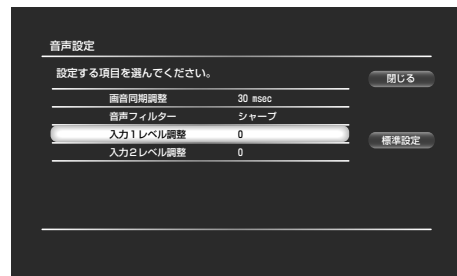 音声設定
設定する項目を選んでください。
閉じる
画音同期調整 30 msec
音声フィルター シャープ
入力1レベル調整 0
標準設定
入力2レベル調整 0